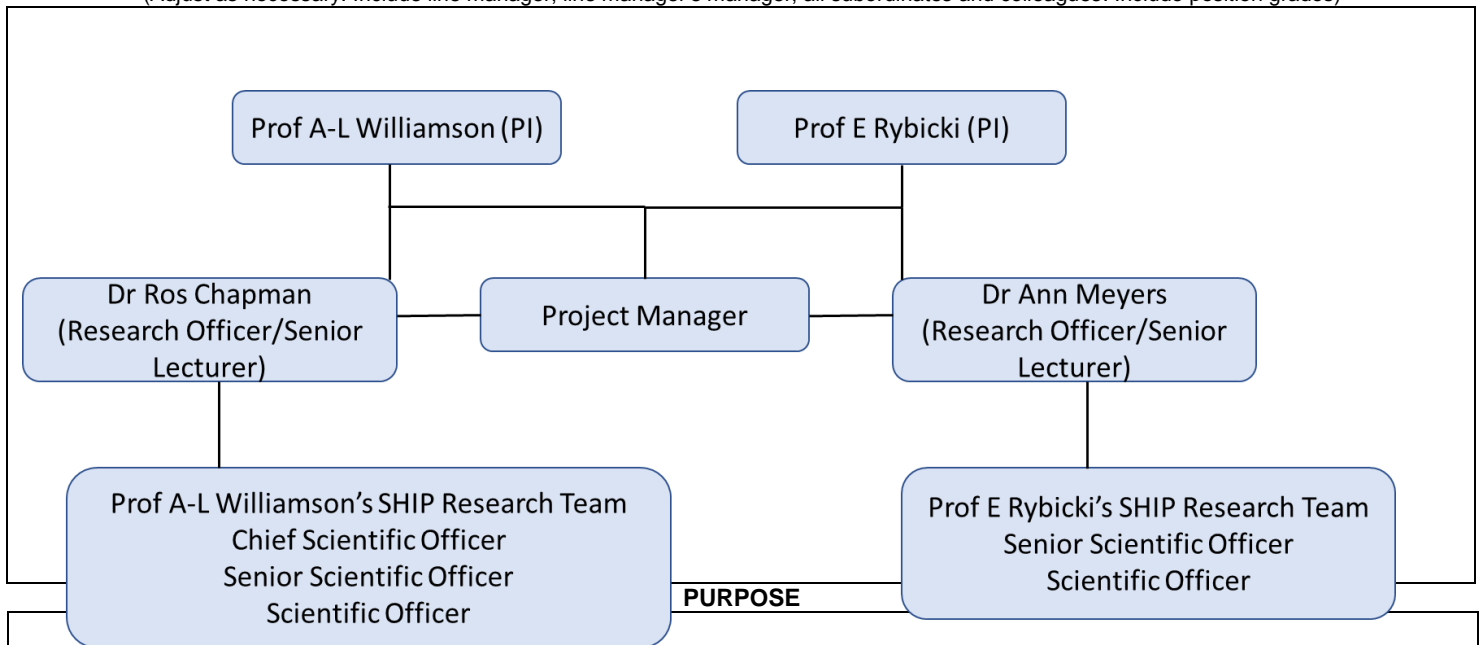 (Adjust as necessary. Include line manager, line manager's manager, all subordinates and colleagues. Include position grades)
Prof A-L Williamson (PI)
Prof E Rybicki (PI)
Dr Ros Chapman
(Research Officer/Senior
Lecturer)
Project Manager
Dr Ann Meyers
(Research Officer/Senior
Lecturer)
Prof A-L Williamson's SHIP Research Team
Chief Scientific Officer
Senior Scientific Officer
Scientific Officer
Prof E Rybicki's SHIP Research Team
Senior Scientific Officer
Scientific Officer
PURPOSE